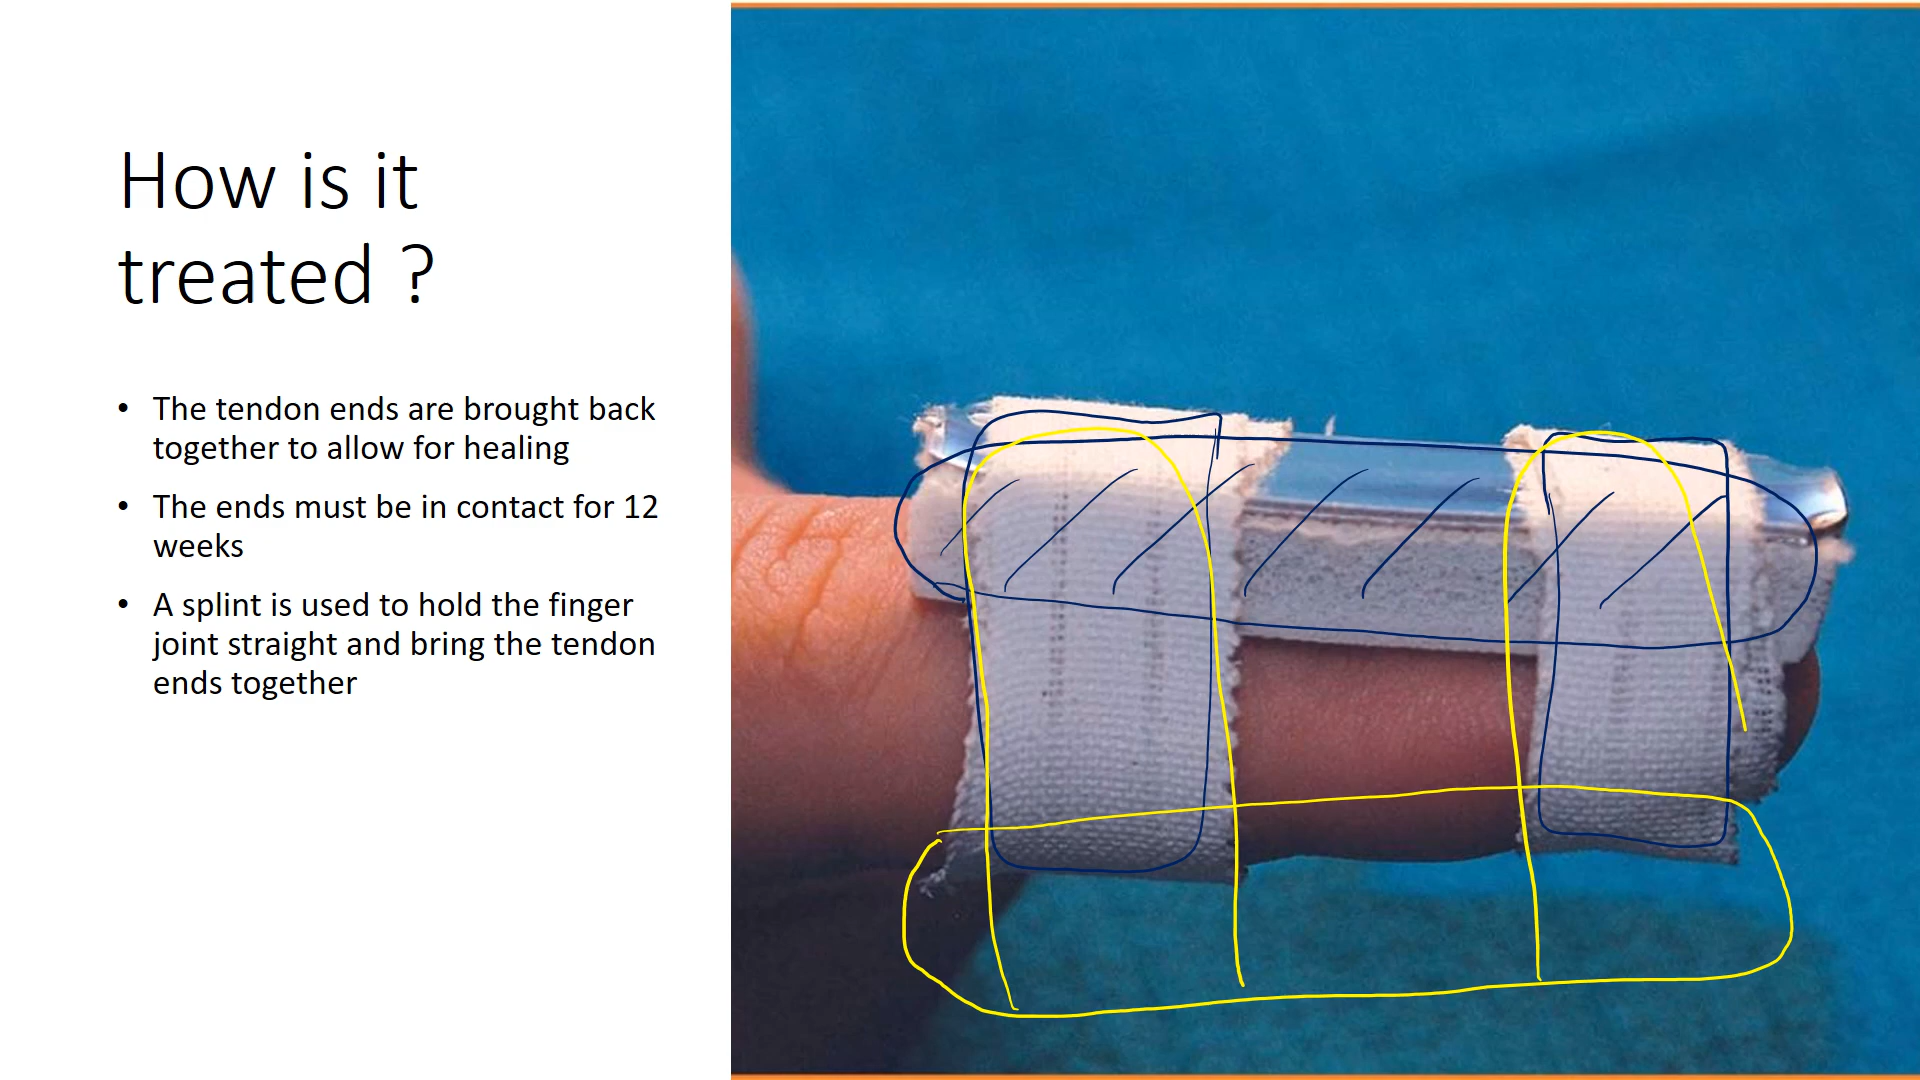 How is it
treated ?
• The tendon ends are brought back
together to allow for healing
• The ends must be in contact for 12
weeks
• A splint is used to hold the finger
joint straight and bring the tendon
ends together